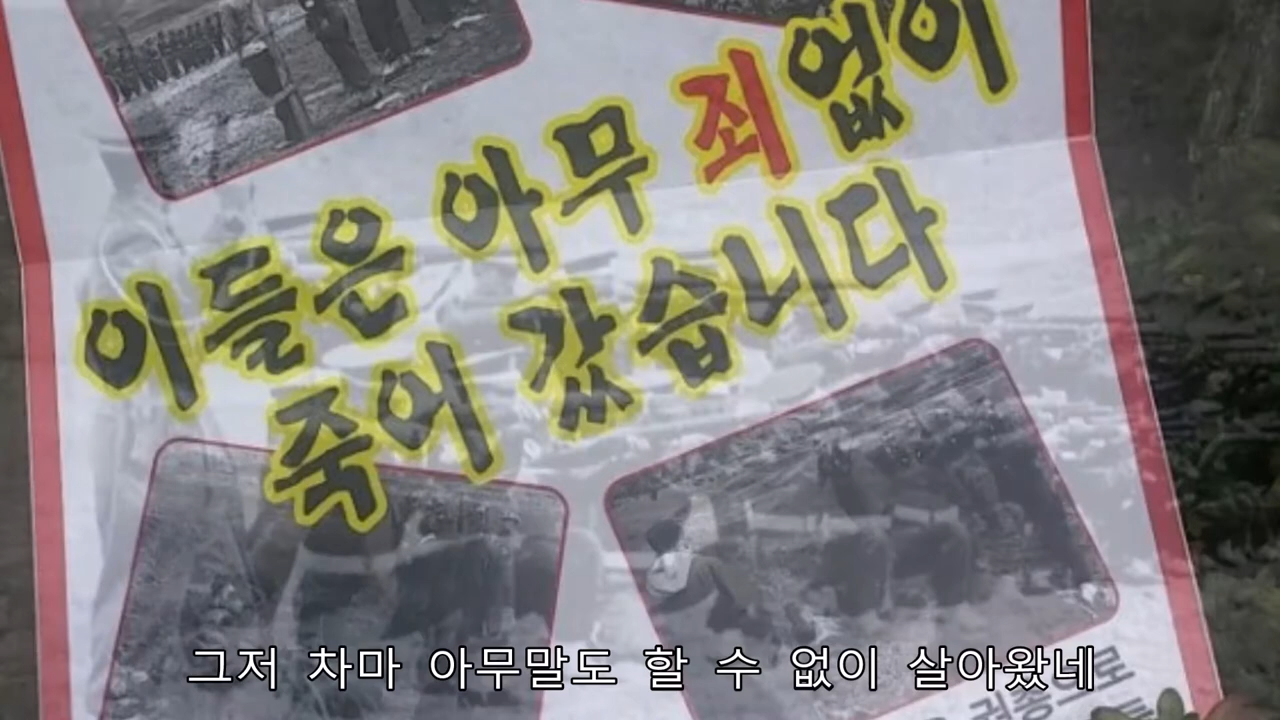 이들은 아무 죄없이
죽어 갔습니다
그저 차마 아무말도 할 수 없이 살아왔네